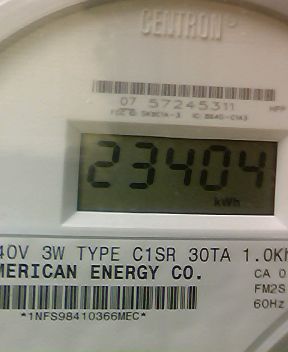 CENTRON
07 57245311
23404
kWh
40V 3W TYPE C1SR 30TA 1.0Kh
MERICAN ENERGY CO.
CA 0
FM2S
60Hz
*1NFS98410366MEC*